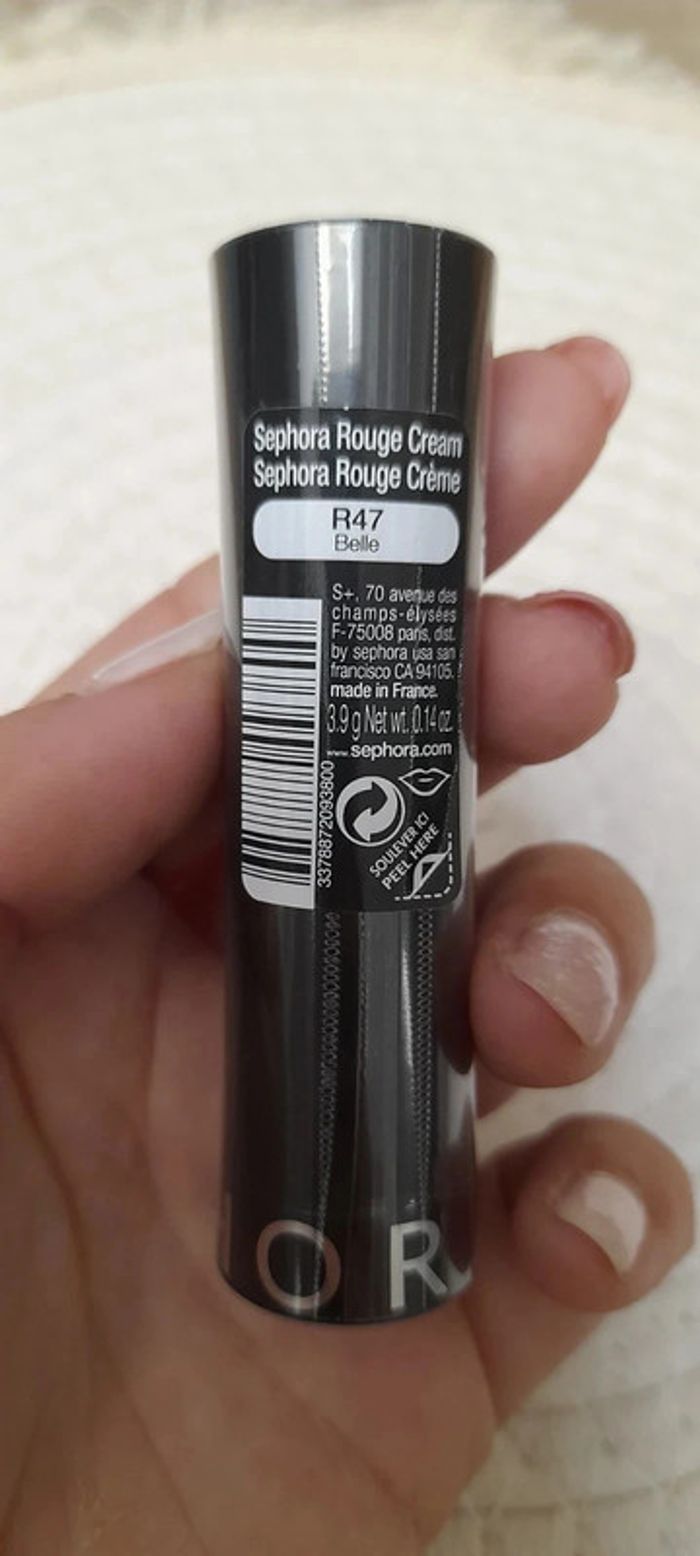 Sephora Rouge Cream
Sephora Rouge Crème
R47
Belle
S+, 70 avenue des
champs-élysées
F-75008 paris, dist.
by sephora usa san
francisco CA 94105.
made in France.
3.9 g Net wt. 0.14 oz.
www.sephora.com
3378872093800
SOULEVER ICI
PEEL HERE
O R